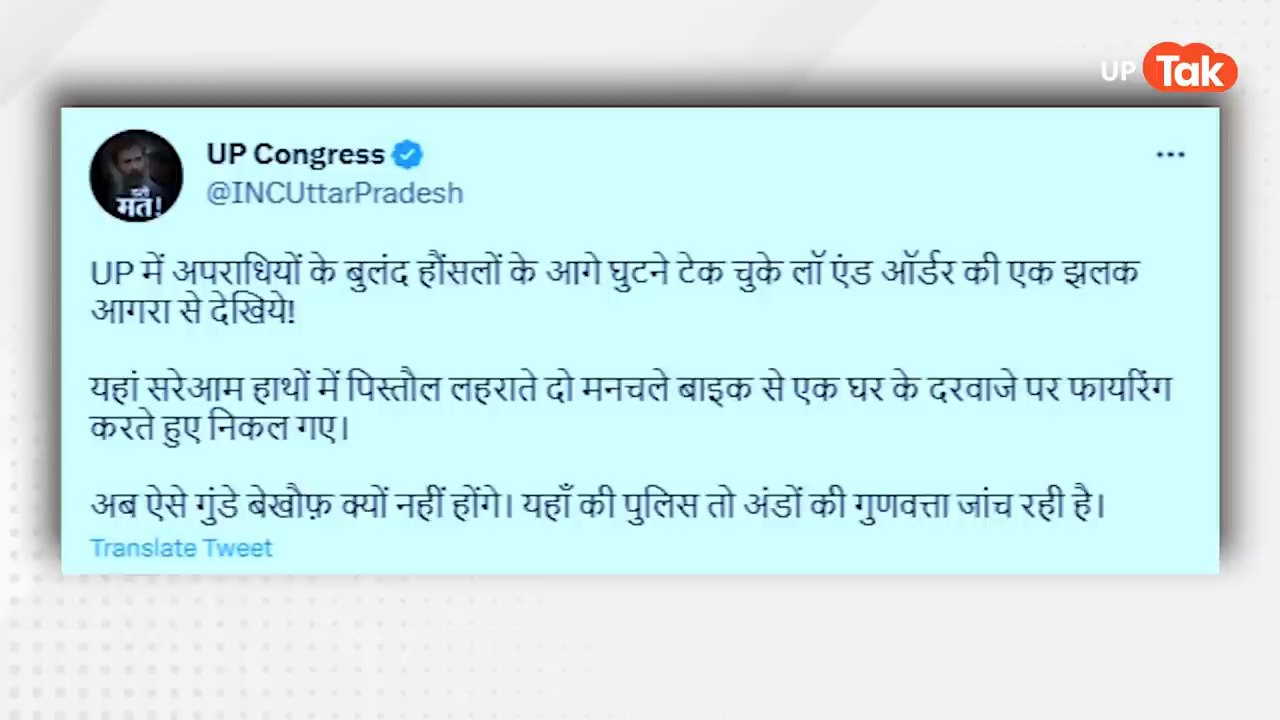 UP Tak
UP Congress
@INCUttarPradesh
मत!
UP में अपराधियों के बुलंद हौंसलों के आगे घुटने टेक चुके लॉ एंड ऑर्डर की एक झलक
आगरा से देखिये!
यहां सरेआम हाथों में पिस्तौल लहराते दो मनचले बाइक से एक घर के दरवाजे पर फायरिंग
करते हुए निकल गए।
अब ऐसे गुंडे बेखौफ़ क्यों नहीं होंगे। यहाँ की पुलिस तो अंडों की गुणवत्ता जांच रही है।
Translate Tweet